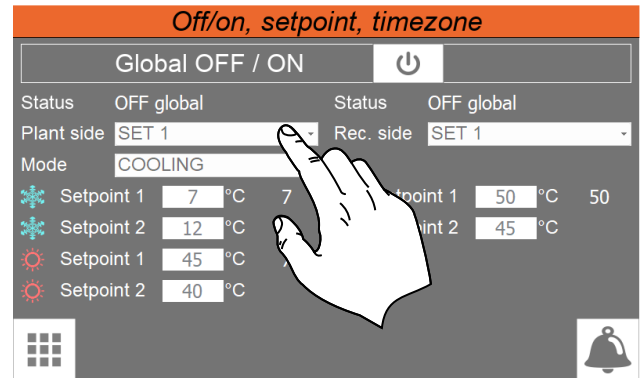 Off/on, setpoint, timezone
Global OFF / ON
Status OFF global Status OFF global
Plant side SET 1 Rec. side SET 1
Mode COOLING
Setpoint 1 7 °C 7 point 1 50 °C 50
Setpoint 2 12 °C int 2 45 °C
Setpoint 1 45 °C
Setpoint 2 40 °C